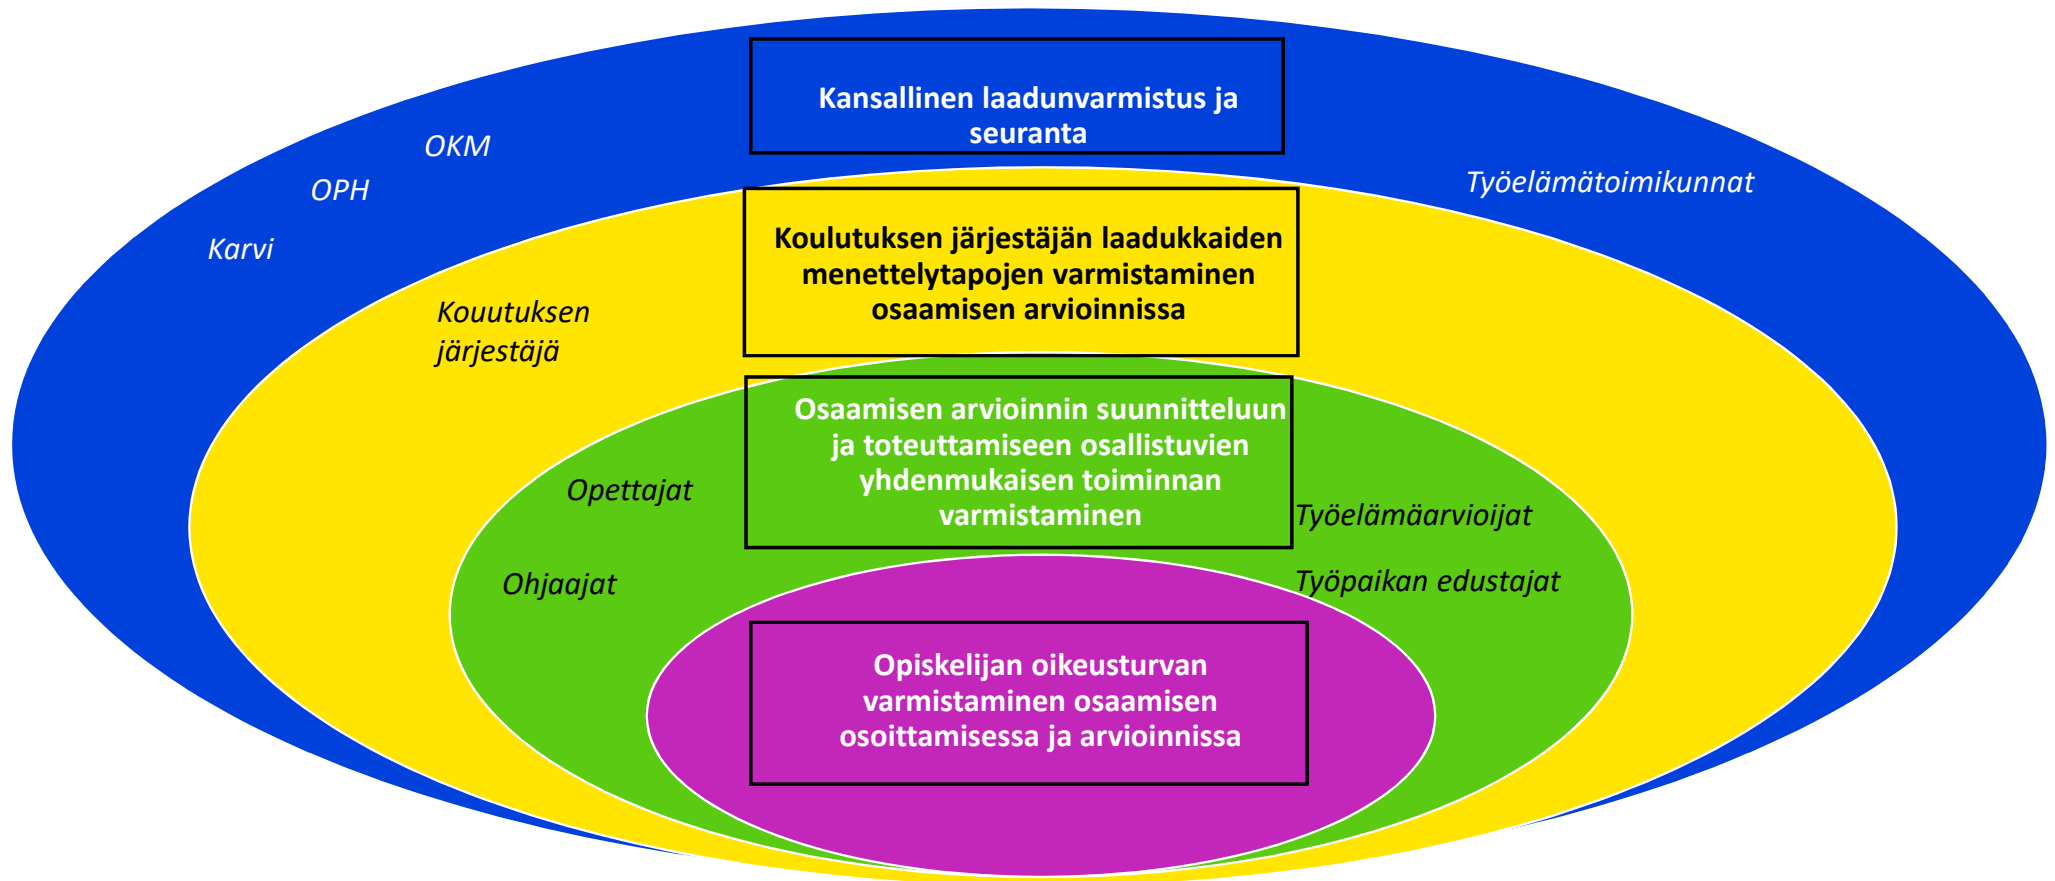 Kansallinen laadunvarmistus ja
seuranta
OKM
OPH
Karvi
Työelämätoimikunnat
Koulutuksen järjestäjän laadukkaiden
menettelytapojen varmistaminen
osaamisen arvioinnissa
Kouutuksen
järjestäjä
Osaamisen arvioinnin suunnitteluun
ja toteuttamiseen osallistuvien
yhdenmukaisen toiminnan
varmistaminen
Opettajat
Ohjaajat
Työelämäarvioijat
Työpaikan edustajat
Opiskelijan oikeusturvan
varmistaminen osaamisen
osoittamisessa ja arvioinnissa